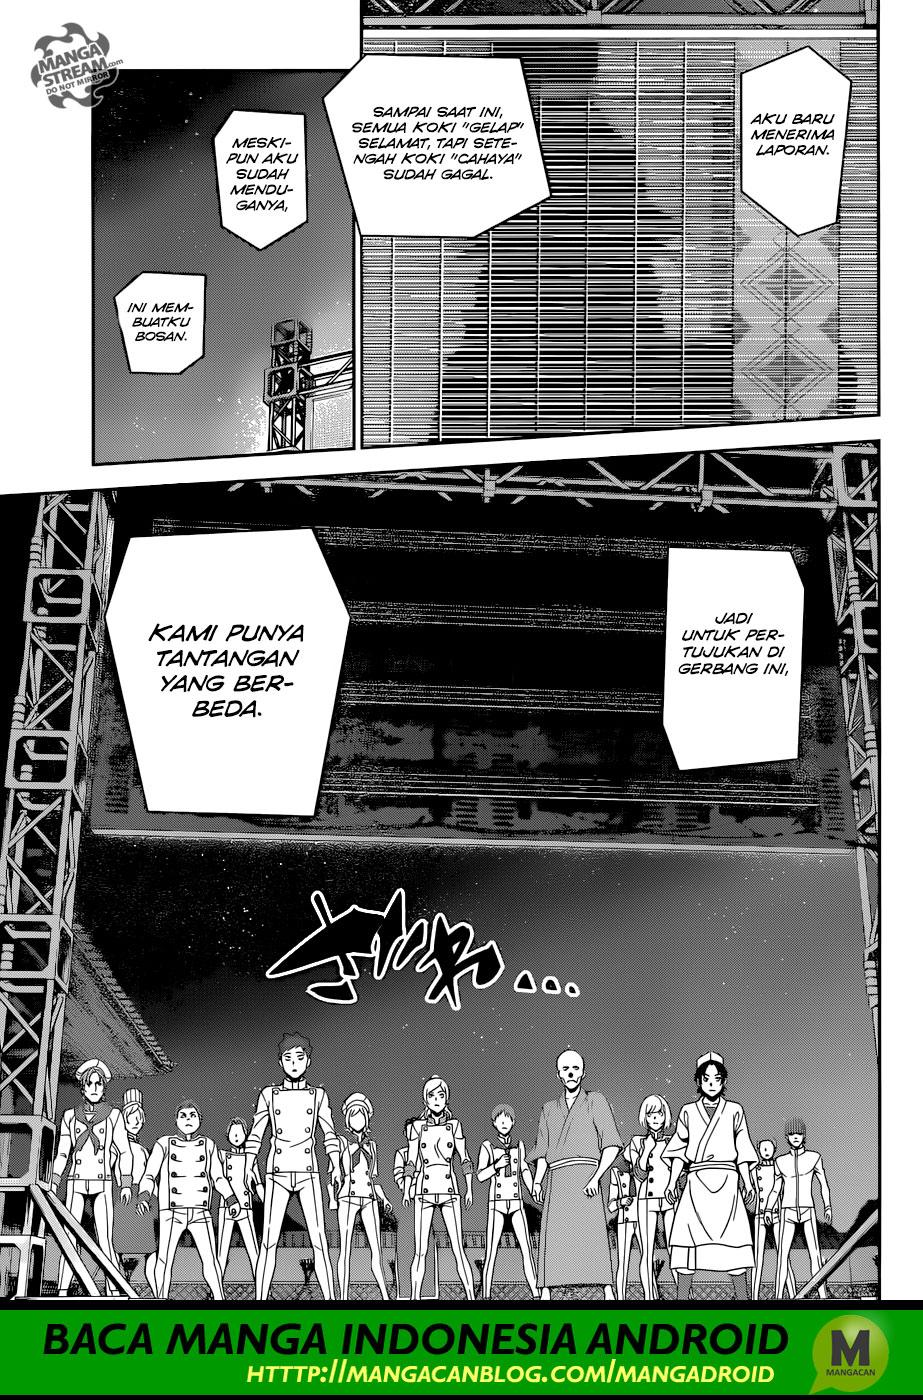 MANGA
STREAM.com
DO NOT MIRROR
AKU BARU
MENERIMA
LAPORAN.
SAMPAI SAAT INI,
SEMUA KOKI "GELAP"
SELAMAT, TAPI SETE-
NGAH KOKI "CAHAYA"
SUDAH GAGAL.
MESKI-
PUN AKU
SUDAH
MENDU-
GANYA,
INI MEM-
BUATKU
BOSAN.
JADI
UNTUK PER-
TUJUKAN DI
GERBANG INI,
KAMI PUNYA
TANTANGAN
YANG BER-
BEDA.
BACA MANGA INDONESIA ANDROID
HTTTP://MANGACANBLOG.COM/MANGADROID
M
MANGACAN